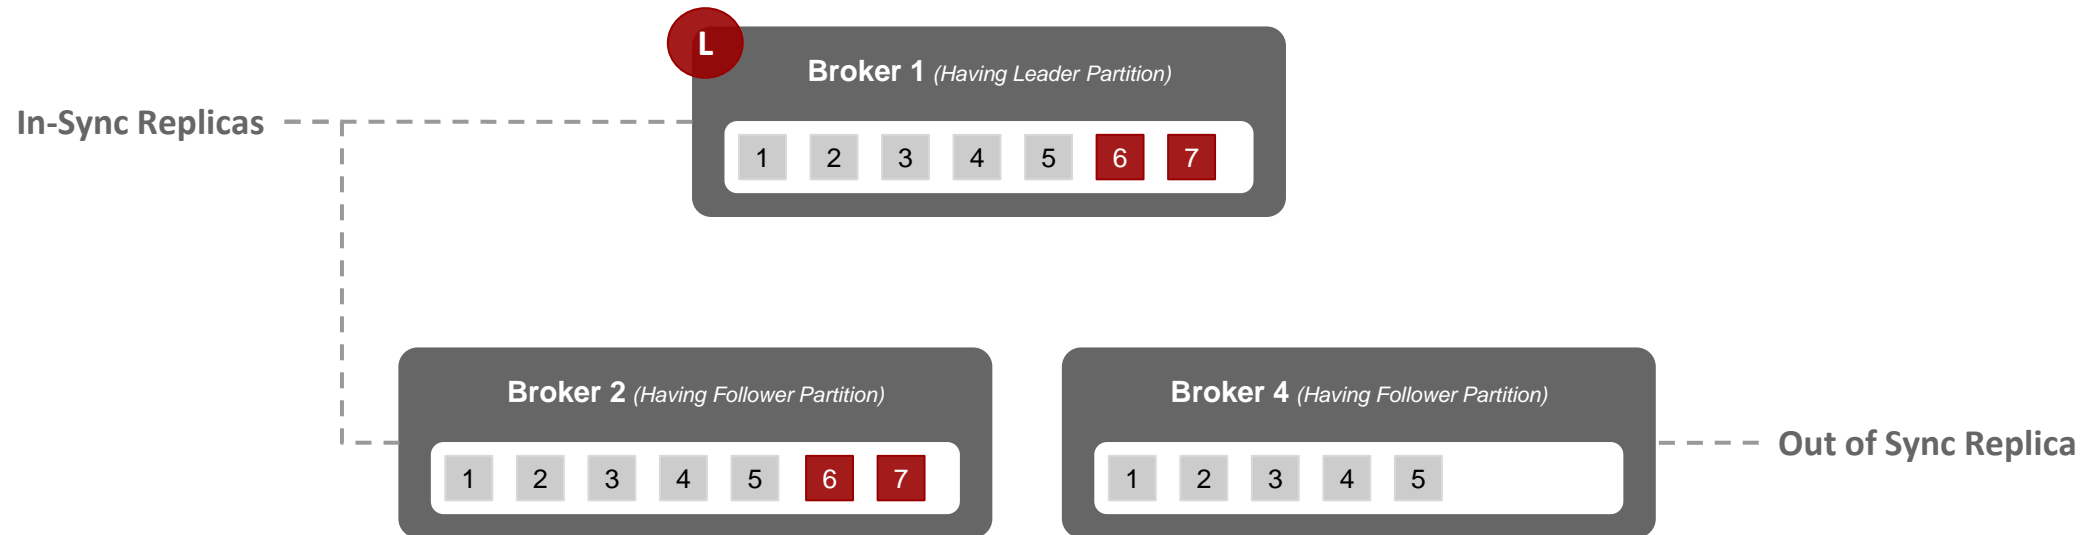 L
Broker 1 (Having Leader Partition)
In-Sync Replicas
1 2 3 4 5 6 7
Broker 2 (Having Follower Partition)
1 2 3 4 5 6 7
Broker 4 (Having Follower Partition)
1 2 3 4 5
Out of Sync Replica